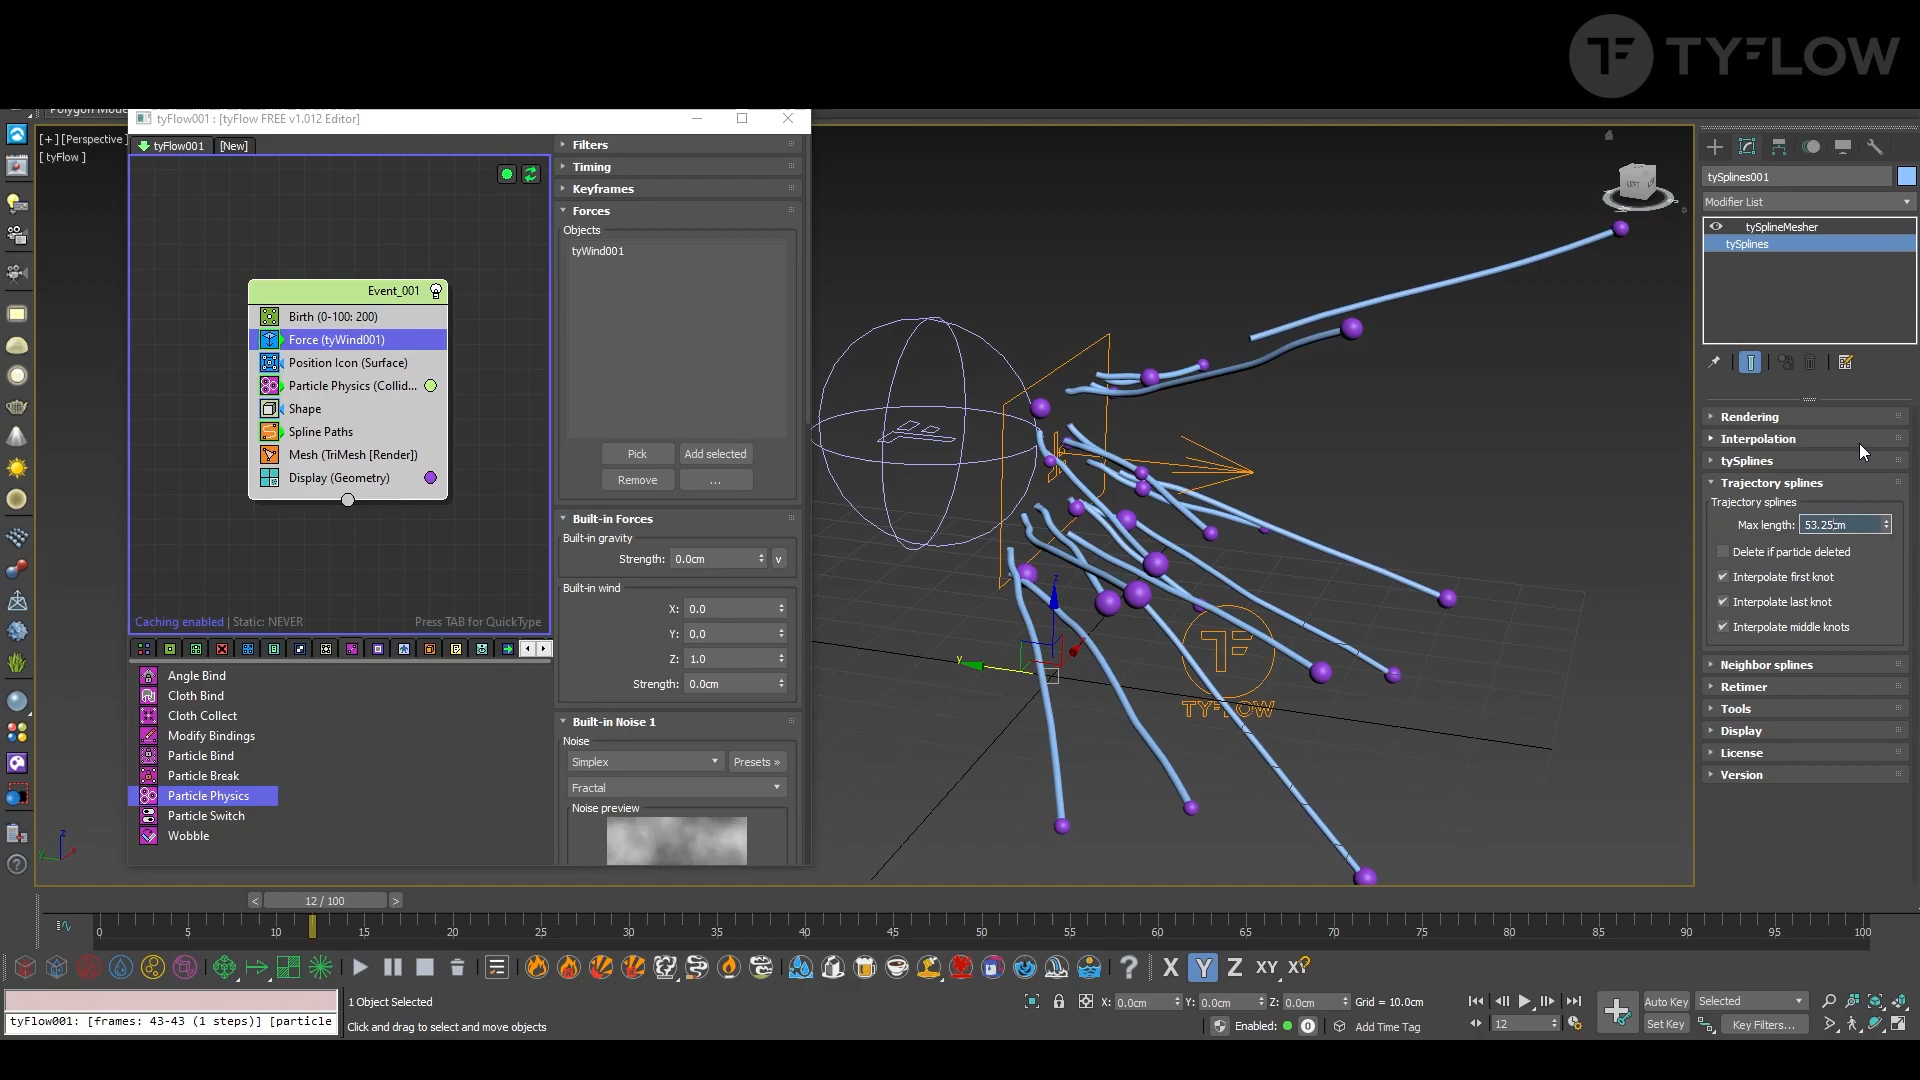 TYFLOW
tyFlow001 : [tyFlow FREE v1.012 Editor]
[+] [Perspective
[ tyFlow ]
tyFlow001
[New]
Event_001
Birth (0-100: 200)
Force (tyWind001)
Position Icon (Surface)
Particle Physics (Collid...
Shape
Spline Paths
Mesh (TriMesh [Render])
Display (Geometry)
Caching enabled | Static: NEVER
Press TAB for QuickType
Angle Bind
Cloth Bind
Cloth Collect
Modify Bindings
Particle Bind
Particle Break
Particle Physics
Particle Switch
Wobble
Filters
Timing
Keyframes
Forces
Objects
tyWind001
Pick
Add selected
Remove
...
Built-in Forces
Built-in gravity
Strength: 0.0cm
v
Built-in wind
X: 0.0
Y: 0.0
Z: 1.0
Strength: 0.0cm
Built-in Noise 1
Noise
Simplex
Presets »
Fractal
Noise preview
LEFT
TYFLOW
z
y
tySplines001
Modifier List
tySplineMesher
tySplines
Rendering
Interpolation
tySplines
Trajectory splines
Trajectory splines
Max length: 53.25cm
Delete if particle deleted
Interpolate first knot
Interpolate last knot
Interpolate middle knots
Neighbor splines
Retimer
Tools
Display
License
Version
< 12 / 100 >
0 5 10 15 20 25 30 35 40 45 50 55 60 65 70 75 80 85 90 95 100
X Y Z XY XY
1 Object Selected
X: 0.0cm Y: 0.0cm Z: 0.0cm Grid = 10.0cm
Auto Key
Selected
tyFlow001: [frames: 43-43 (1 steps)] [particle
Click and drag to select and move objects
Enabled:
0
Add Time Tag
12
Set Key
Key Filters...